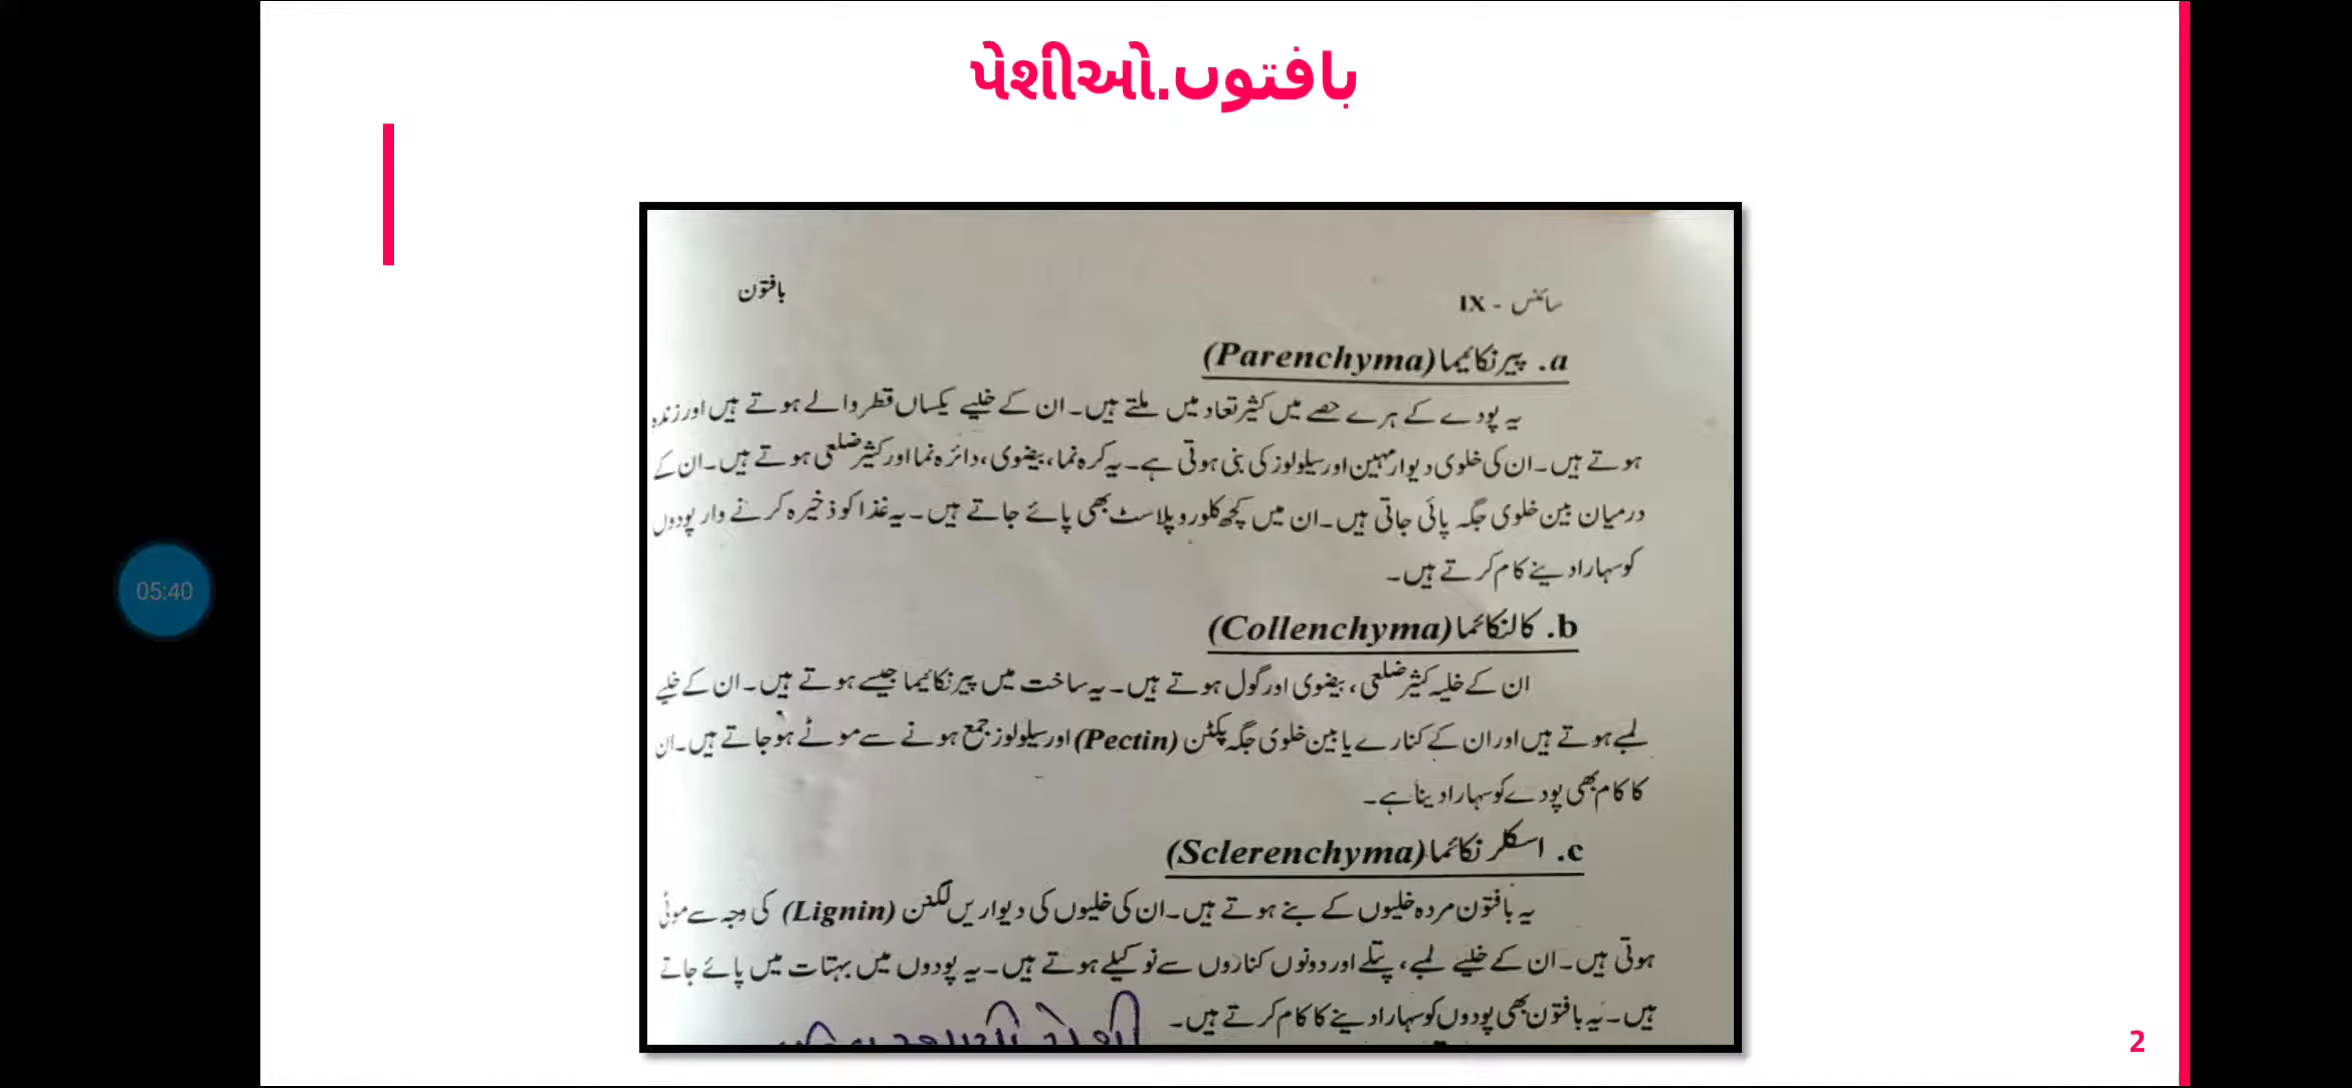 પેશીઓ.بافتوں
سائنس - IX
بافتون
a. پیرنکائیما (Parenchyma)
یہ پودے کے ہرے حصے میں کثیر تعاد میں ملتے ہیں۔ ان کے خلیے یکساں قطر والے ہوتے ہیں اور زندہ
ہوتے ہیں۔ ان کی خلوی دیوار مہین اور سیلولوز کی بنی ہوتی ہے۔ یہ کرہ نما، بیضوی، دائرہ نما اور کثیر ضلعی ہوتے ہیں۔ ان کے
درمیان بین خلوی جگہ پائی جاتی ہیں۔ ان میں کچھ کلوروپلاسٹ بھی پائے جاتے ہیں۔ یہ غذا کو ذخیرہ کرنے وار پودوں
کو سہارا دینے کام کرتے ہیں۔
b. کالنکائما (Collenchyma)
ان کے خلیہ کثیر ضلعی، بیضوی اور گول ہوتے ہیں۔ یہ ساخت میں پیرنکائیما جیسے ہوتے ہیں۔ ان کے خلیے
لمبے ہوتے ہیں اور ان کے کنارے یا بین خلوی جگہ پکٹن (Pectin) اور سیلولوز جمع ہونے سے موٹے ہو جاتے ہیں۔ ان
کا کام بھی پودے کو سہارا دینا ہے۔
c. اسکلرنکائما (Sclerenchyma)
یہ بافتون مردہ خلیوں کے بنے ہوتے ہیں۔ ان کی خلیوں کی دیواریں لگنن (Lignin) کی وجہ سے موٹی
ہوتی ہیں۔ ان کے خلیے لمبے، پتلے اور دونوں کناروں سے نوکیلے ہوتے ہیں۔ یہ پودوں میں بہتات میں پائے جاتے
ہیں۔ یہ بافتون بھی پودوں کو سہارا دینے کا کام کرتے ہیں۔
05:40
2